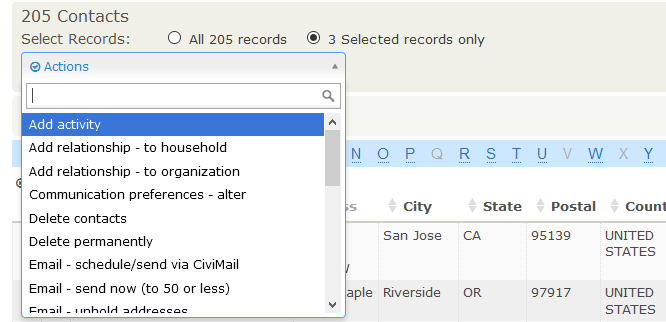 205 Contacts
Select Records: All 205 records 3 Selected records only
Actions
Add activity
Add relationship - to household
Add relationship - to organization
Communication preferences - alter
Delete contacts
Delete permanently
Email - schedule/send via CiviMail
Email - send now (to 50 or less)
Email - unhold addresses
N O P Q R S T U V W X Y
ss City State Postal Count
San Jose CA 95139 UNITED STATES
W
aple Riverside OR 97917 UNITED STATES